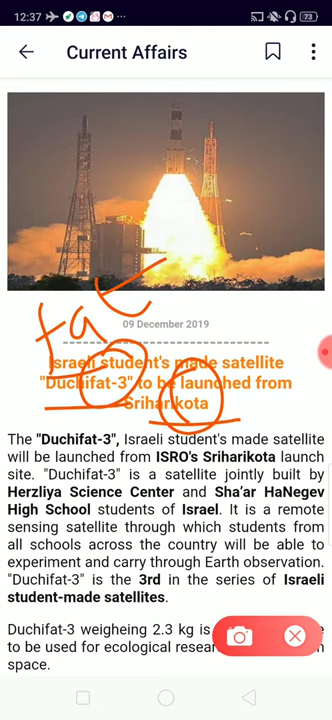 12:37
73
Current Affairs
fat
09 December 2019
Israeli student's made satellite
"Duchifat-3" to be launched from
Sriharikota
The "Duchifat-3", Israeli student's made satellite
will be launched from ISRO's Sriharikota launch
site. "Duchifat-3" is a satellite jointly built by
Herzliya Science Center and Sha'ar HaNegev
High School students of Israel. It is a remote
sensing satellite through which students from
all schools across the country will be able to
experiment and carry through Earth observation.
"Duchifat-3" is the 3rd in the series of Israeli
student-made satellites.
Duchifat-3 weigheing 2.3 kg is
to be used for ecological resear
space.